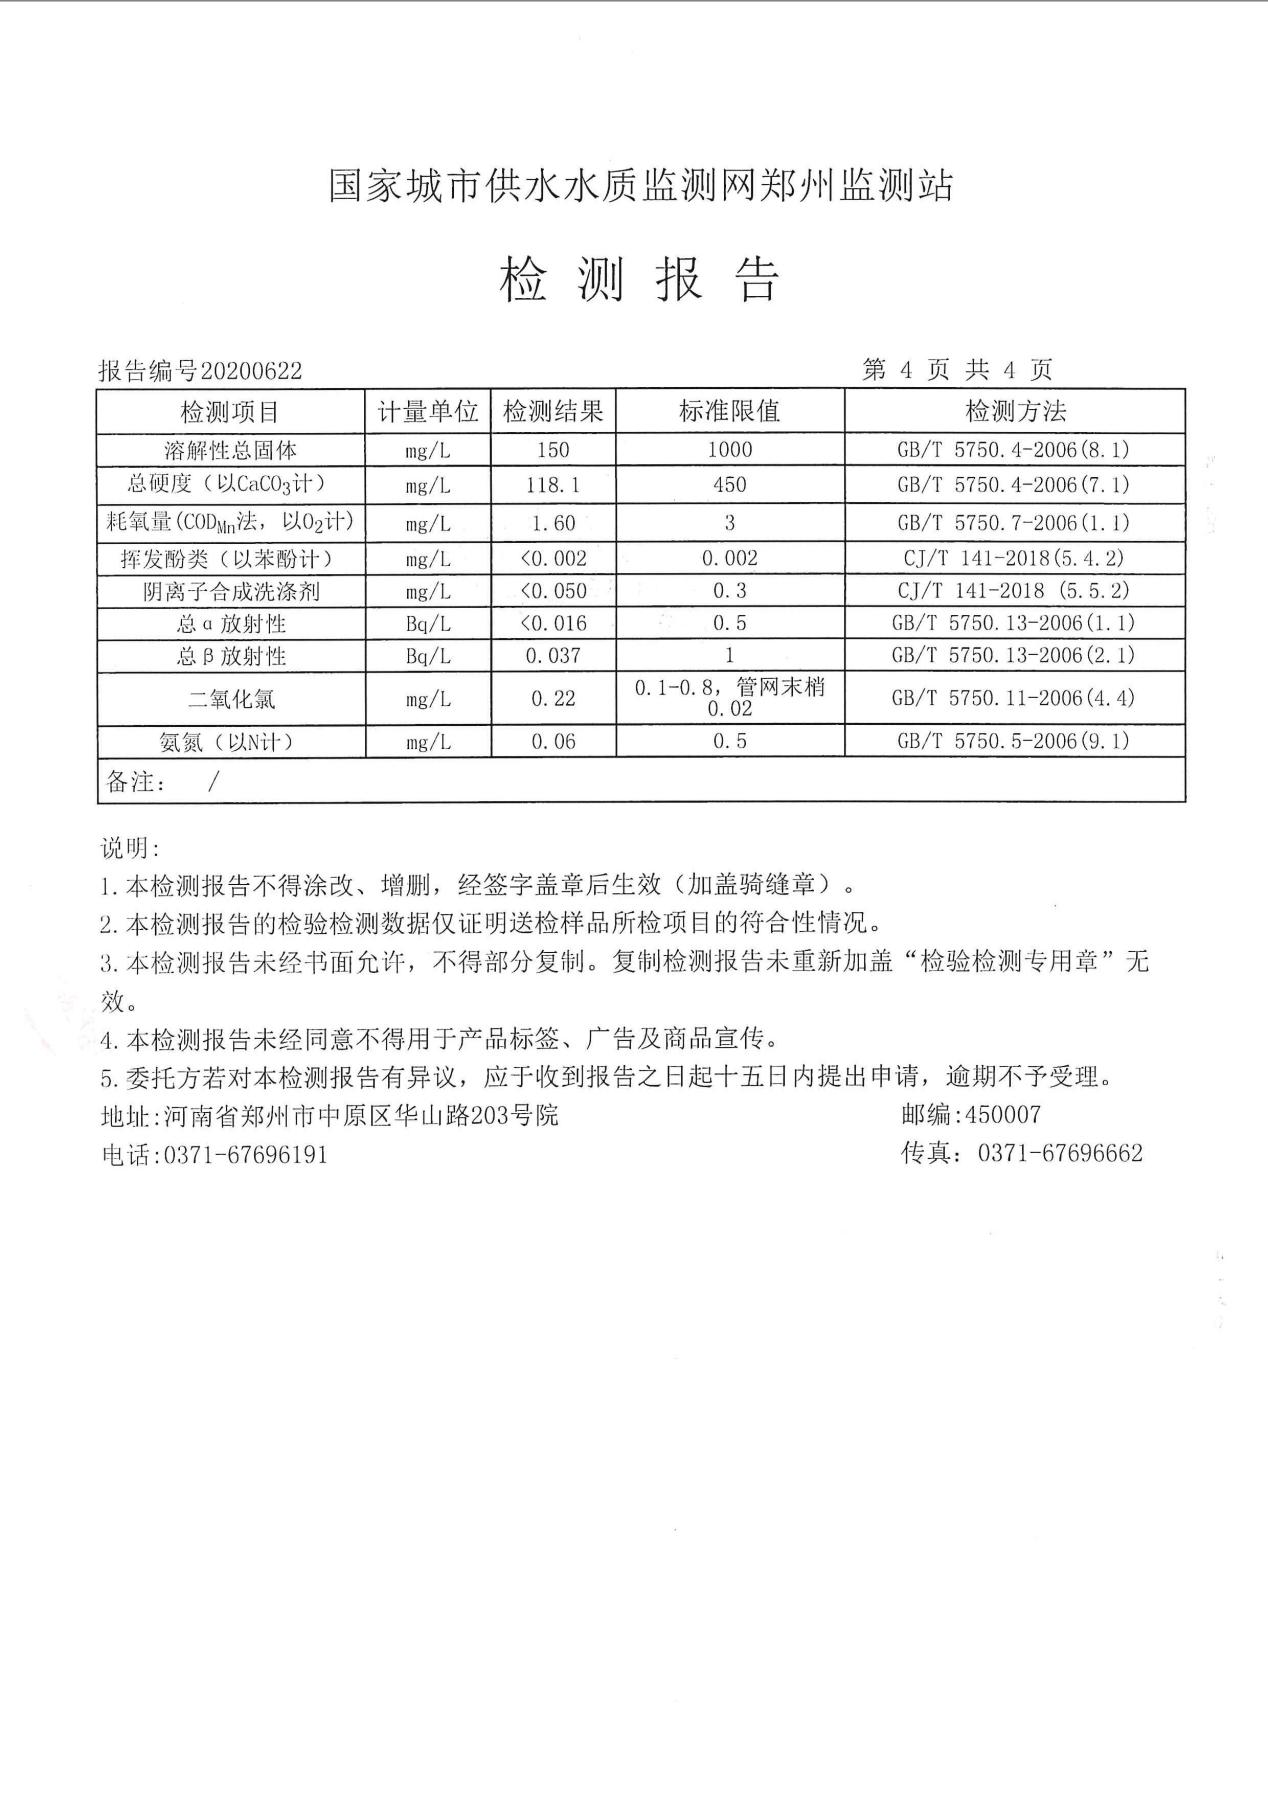 国家城市供水水质监测网郑州监测站
检 测 报 告
报告编号20200622 第 4 页 共 4 页
检测项目 计量单位 检测结果 标准限值 检测方法
溶解性总固体 mg/L 150 1000 GB/T 5750.4-2006(8.1)
总硬度（以CaCO₃计） mg/L 118.1 450 GB/T 5750.4-2006(7.1)
耗氧量(CODMn法，以O₂计) mg/L 1.60 3 GB/T 5750.7-2006(1.1)
挥发酚类（以苯酚计） mg/L <0.002 0.002 CJ/T 141-2018(5.4.2)
阴离子合成洗涤剂 mg/L <0.050 0.3 CJ/T 141-2018 (5.5.2)
总α放射性 Bq/L <0.016 0.5 GB/T 5750.13-2006(1.1)
总β放射性 Bq/L 0.037 1 GB/T 5750.13-2006(2.1)
二氧化氯 mg/L 0.22 0.1-0.8，管网末梢 GB/T 5750.11-2006(4.4)
0.02
氨氮（以N计） mg/L 0.06 0.5 GB/T 5750.5-2006(9.1)
备注： /
说明:
1.本检测报告不得涂改、增删，经签字盖章后生效（加盖骑缝章）。
2.本检测报告的检验检测数据仅证明送检样品所检项目的符合性情况。
3.本检测报告未经书面允许，不得部分复制。复制检测报告未重新加盖“检验检测专用章”无
效。
4.本检测报告未经同意不得用于产品标签、广告及商品宣传。
5.委托方若对本检测报告有异议，应于收到报告之日起十五日内提出申请，逾期不予受理。
地址:河南省郑州市中原区华山路203号院 邮编:450007
电话:0371-67696191 传真：0371-67696662